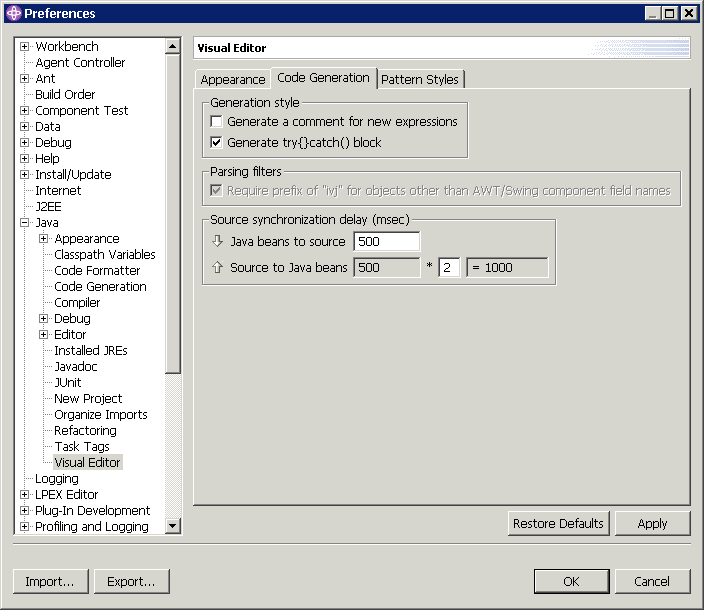 Preferences
Workbench
Agent Controller
Ant
Build Order
Component Test
Data
Debug
Help
Install/Update
Internet
J2EE
Java
Appearance
Classpath Variables
Code Formatter
Code Generation
Compiler
Debug
Editor
Installed JREs
Javadoc
JUnit
New Project
Organize Imports
Refactoring
Task Tags
Visual Editor
Logging
LPEX Editor
Plug-In Development
Profiling and Logging
Visual Editor
Appearance Code Generation Pattern Styles
Generation style
Generate a comment for new expressions
Generate try{}catch() block
Parsing filters
Require prefix of "ivj" for objects other than AWT/Swing component field names
Source synchronization delay (msec)
Java beans to source 500
Source to Java beans 500 * 2 = 1000
Restore Defaults Apply
Import... Export... OK Cancel